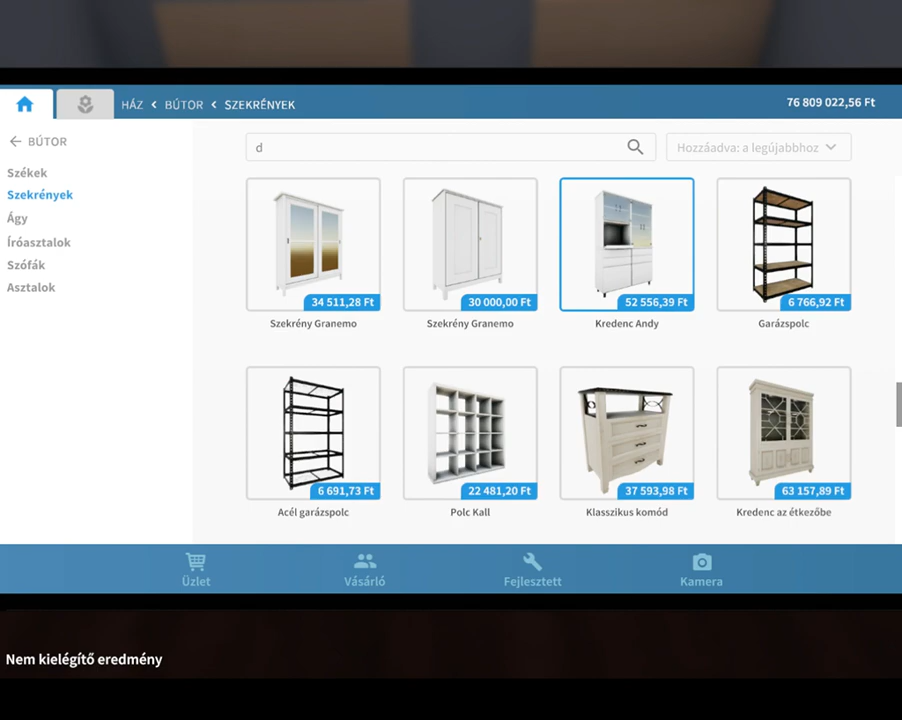 HÁZ < BÚTOR < SZEKRÉNYEK
76 809 022,56 Ft
← BÚTOR
Székek
Szekrények
Ágy
Íróasztalok
Szófák
Asztalok
d
Hozzáadva: a legújabbhoz
34 511,28 Ft
30 000,00 Ft
52 556,39 Ft
6 766,92 Ft
Szekrény Granemo
Szekrény Granemo
Kredenc Andy
Garázspolc
6 691,73 Ft
22 481,20 Ft
37 593,98 Ft
63 157,89 Ft
Acél garázspolc
Polc Kall
Klasszikus komód
Kredenc az étkezőbe
Üzlet
Vásárló
Fejlesztett
Kamera
Nem kielégítő eredmény